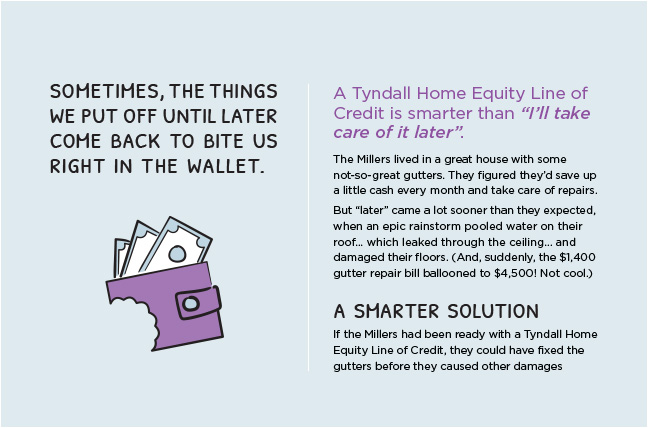 SOMETIMES, THE THINGS
WE PUT OFF UNTIL LATER
COME BACK TO BITE US
RIGHT IN THE WALLET.
A Tyndall Home Equity Line of
Credit is smarter than “I’ll take
care of it later”.
The Millers lived in a great house with some
not-so-great gutters. They figured they’d save up
a little cash every month and take care of repairs.
But “later” came a lot sooner than they expected,
when an epic rainstorm pooled water on their
roof... which leaked through the ceiling... and
damaged their floors. (And, suddenly, the $1,400
gutter repair bill ballooned to $4,500! Not cool.)
A SMARTER SOLUTION
If the Millers had been ready with a Tyndall Home
Equity Line of Credit, they could have fixed the
gutters before they caused other damages